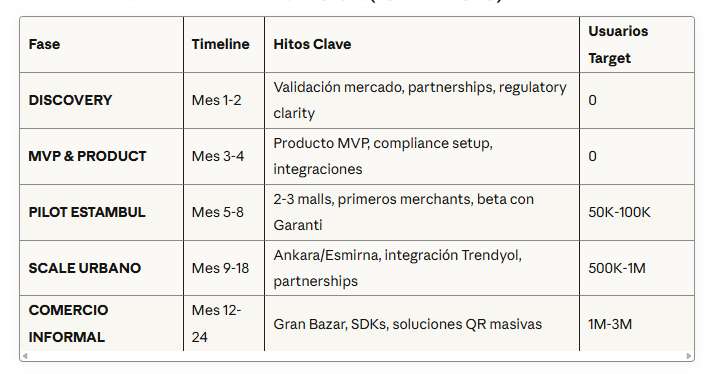 Fase Timeline Hitos Clave Usuarios
Target
DISCOVERY Mes 1-2 Validación mercado, partnerships, regulatory
clarity 0
MVP & PRODUCT Mes 3-4 Producto MVP, compliance setup,
integraciones 0
PILOT ESTAMBUL Mes 5-8 2-3 malls, primeros merchants, beta con
Garanti 50K-100K
SCALE URBANO Mes 9-18 Ankara/Esmirna, integración Trendyol,
partnerships 500K-1M
COMERCIO
INFORMAL Mes 12-
24 Gran Bazar, SDKs, soluciones QR masivas 1M-3M